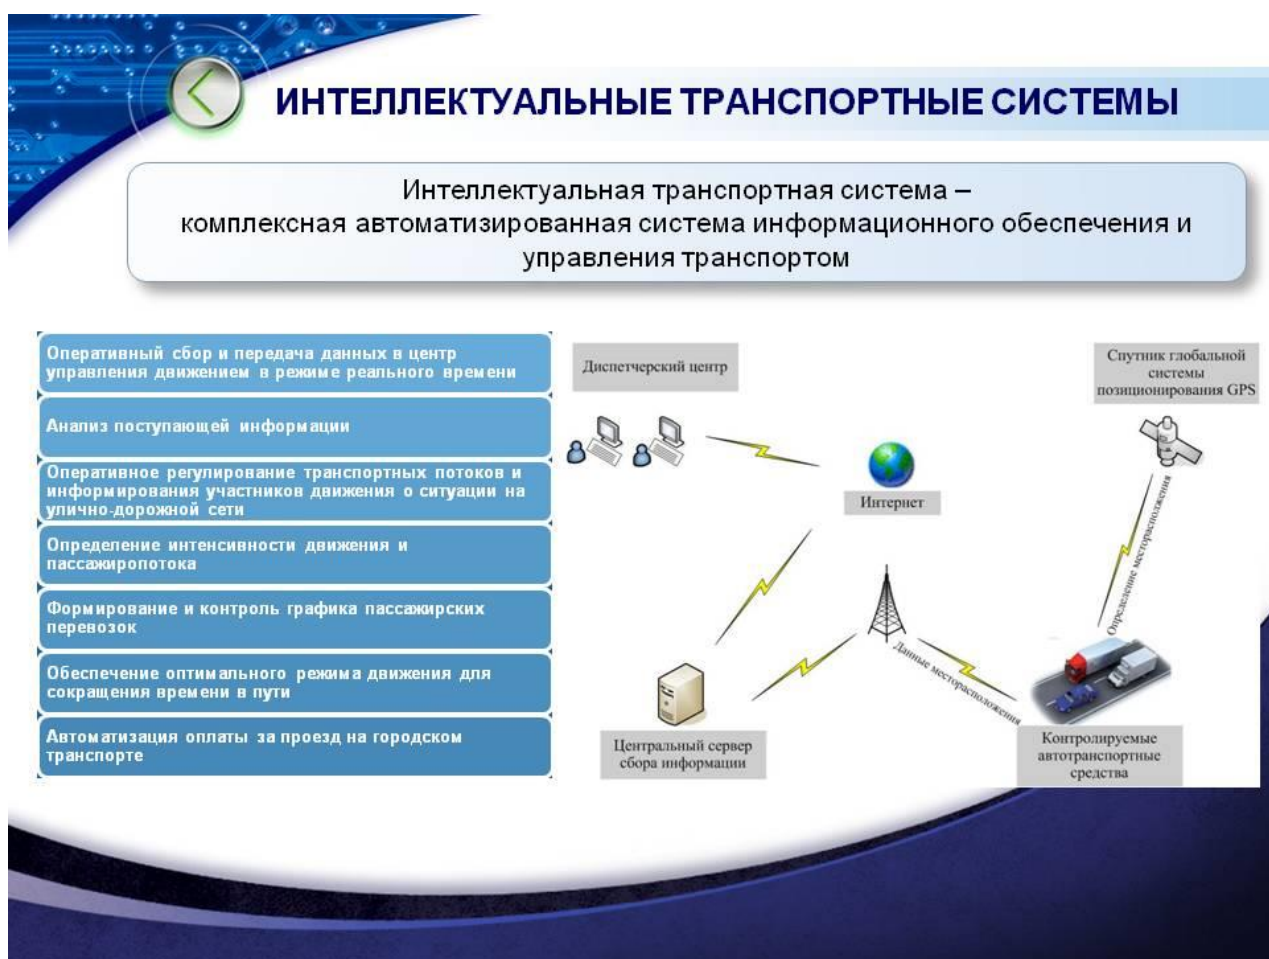 ИНТЕЛЛЕКТУАЛЬНЫЕ ТРАНСПОРТНЫЕ СИСТЕМЫ
Интеллектуальная транспортная система –
комплексная автоматизированная система информационного обеспечения и
управления транспортом
Оперативный сбор и передача данных в центр
управления движением в режиме реального времени
Анализ поступающей информации
Оперативное регулирование транспортных потоков и
информирования участников движения о ситуации на
улично-дорожной сети
Определение интенсивности движения и
пассажиропотока
Формирование и контроль графика пассажирских
перевозок
Обеспечение оптимального режима движения для
сокращения времени в пути
Автоматизация оплаты за проезд на городском
транспорте
Диспетчерский центр
Спутник глобальной
системы
позиционирования GPS
Интернет
Определение месторасполжения
Данные месторасположения
Центральный сервер
сбора информации
Контролируемые
автотранспортные
средства